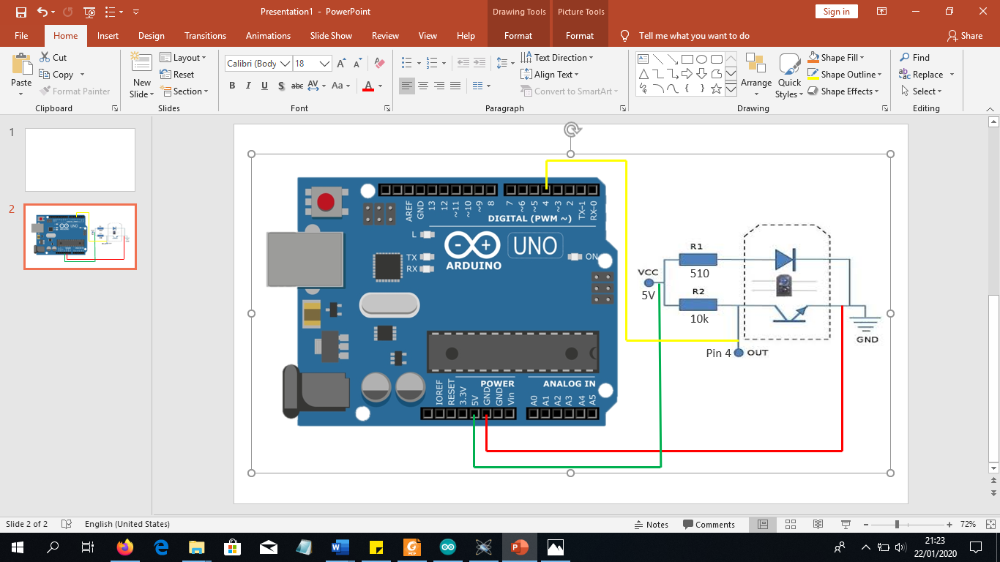 Presentation1 - PowerPoint
Drawing Tools
Picture Tools
Sign in
File
Home
Insert
Design
Transitions
Animations
Slide Show
Review
View
Help
Format
Format
Tell me what you want to do
Share
Paste
Cut
Copy
Format Painter
Clipboard
New
Slide
Layout
Reset
Section
Slides
Calibri (Body
18
B I U S abc AV Aa A
Font
Text Direction
Align Text
Convert to SmartArt
Paragraph
Arrange
Quick
Styles
Shape Fill
Shape Outline
Shape Effects
Drawing
Find
Replace
Select
Editing
1
2
AREF
GND
13
12
~11
~10
~9
8
7
~6
~5
4
~3
2
TX→1
RX←0
DIGITAL (PWM ~)
L
TX
RX
ARDUINO
UNO
ON
IOREF
RESET
3.3V
5V
GND
GND
Vin
POWER
ANALOG IN
A0
A1
A2
A3
A4
A5
VCC
5V
R1
510
R2
10k
Pin 4
OUT
GND
Slide 2 of 2
English (United States)
Notes
Comments
72%
21:23
22/01/2020